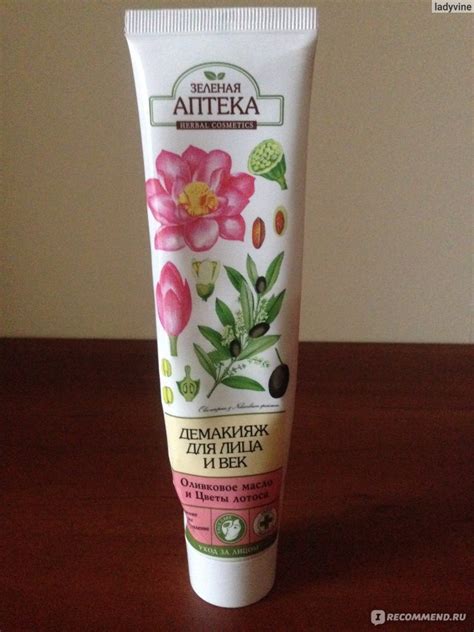 ladyvine
ЗЕЛЕНАЯ
АПТЕКА
HERBAL COSMETICS
ДЕМАКИЯЖ
ДЛЯ ЛИЦА
И ВЕК
Оливковое масло
и Цветы лотоса
УХОД ЗА ЛИЦОМ
I RECOMMEND.RU